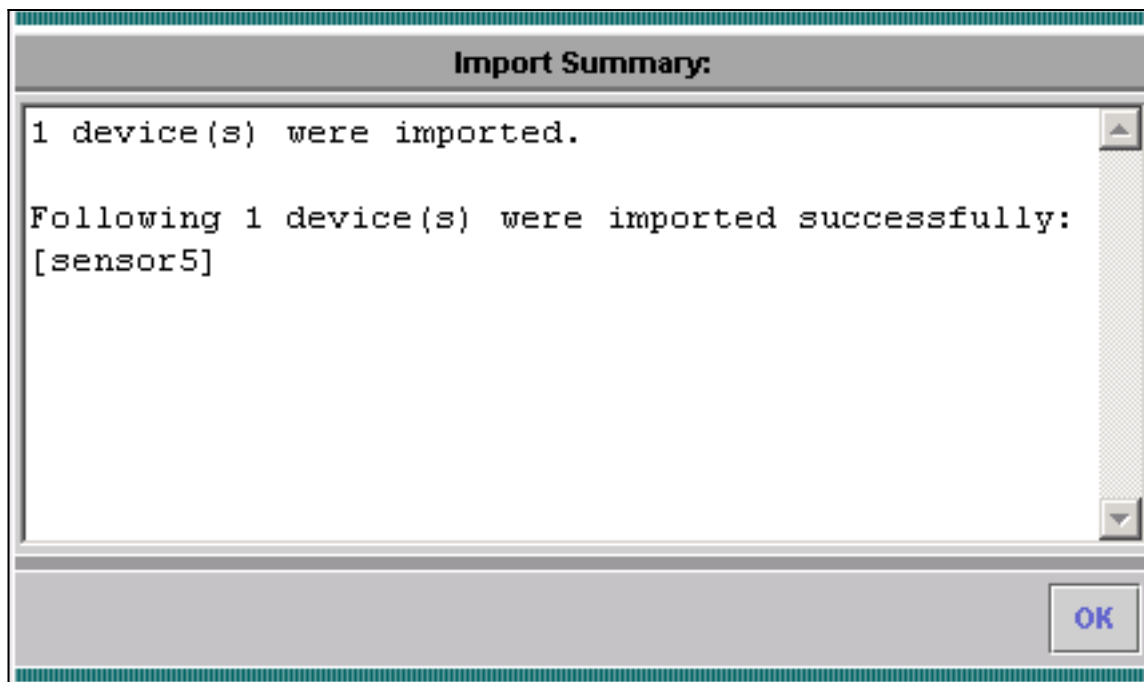 Import Summary:
1 device(s) were imported.
Following 1 device(s) were imported successfully:
[sensor5]
OK